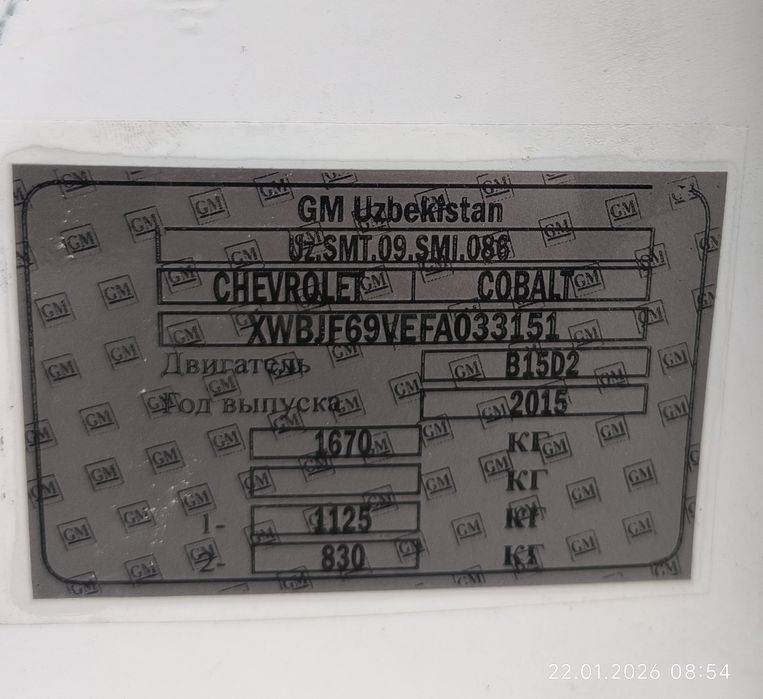 GM Uzbekistan
UZ.SMT.09.SMI.086
CHEVROLET COBALT
XWBJF69VEFA033151
Двигатель B15D2
Год выпуска 2015
1670 КГ
КГ
1- 1125 КГ
2- 830 КГ
22.01.2026 08:54